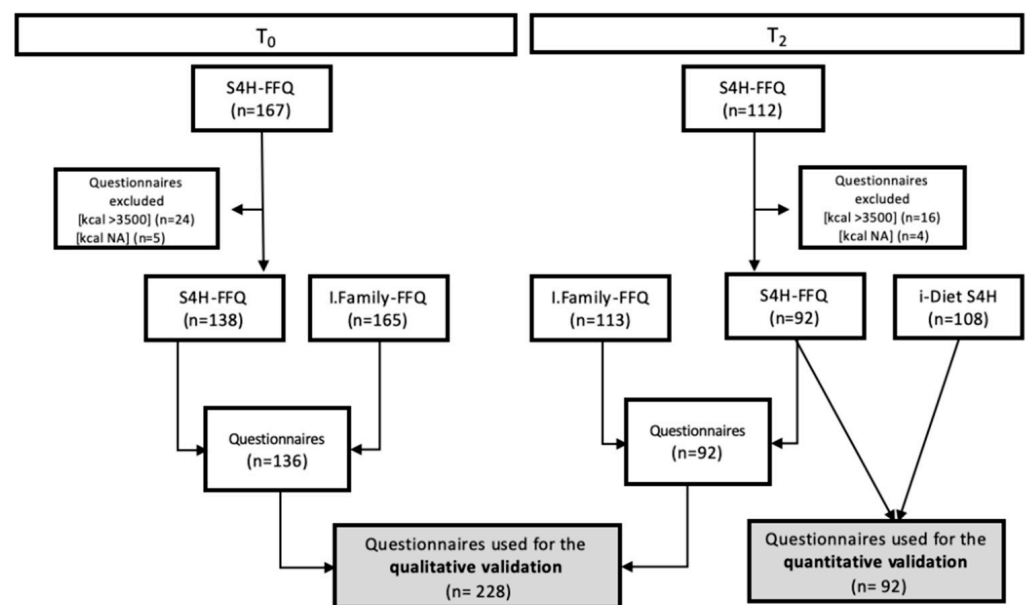 T0
T2
S4H-FFQ
(n=167)
S4H-FFQ
(n=112)
Questionnaires
excluded
[kcal >3500] (n=24)
[kcal NA] (n=5)
Questionnaires
excluded
[kcal >3500] (n=16)
[kcal NA] (n=4)
S4H-FFQ
(n=138)
I.Family-FFQ
(n=165)
I.Family-FFQ
(n=113)
S4H-FFQ
(n=92)
i-Diet S4H
(n=108)
Questionnaires
(n=136)
Questionnaires
(n=92)
Questionnaires used for the
qualitative validation
(n= 228)
Questionnaires used for the
quantitative validation
(n= 92)